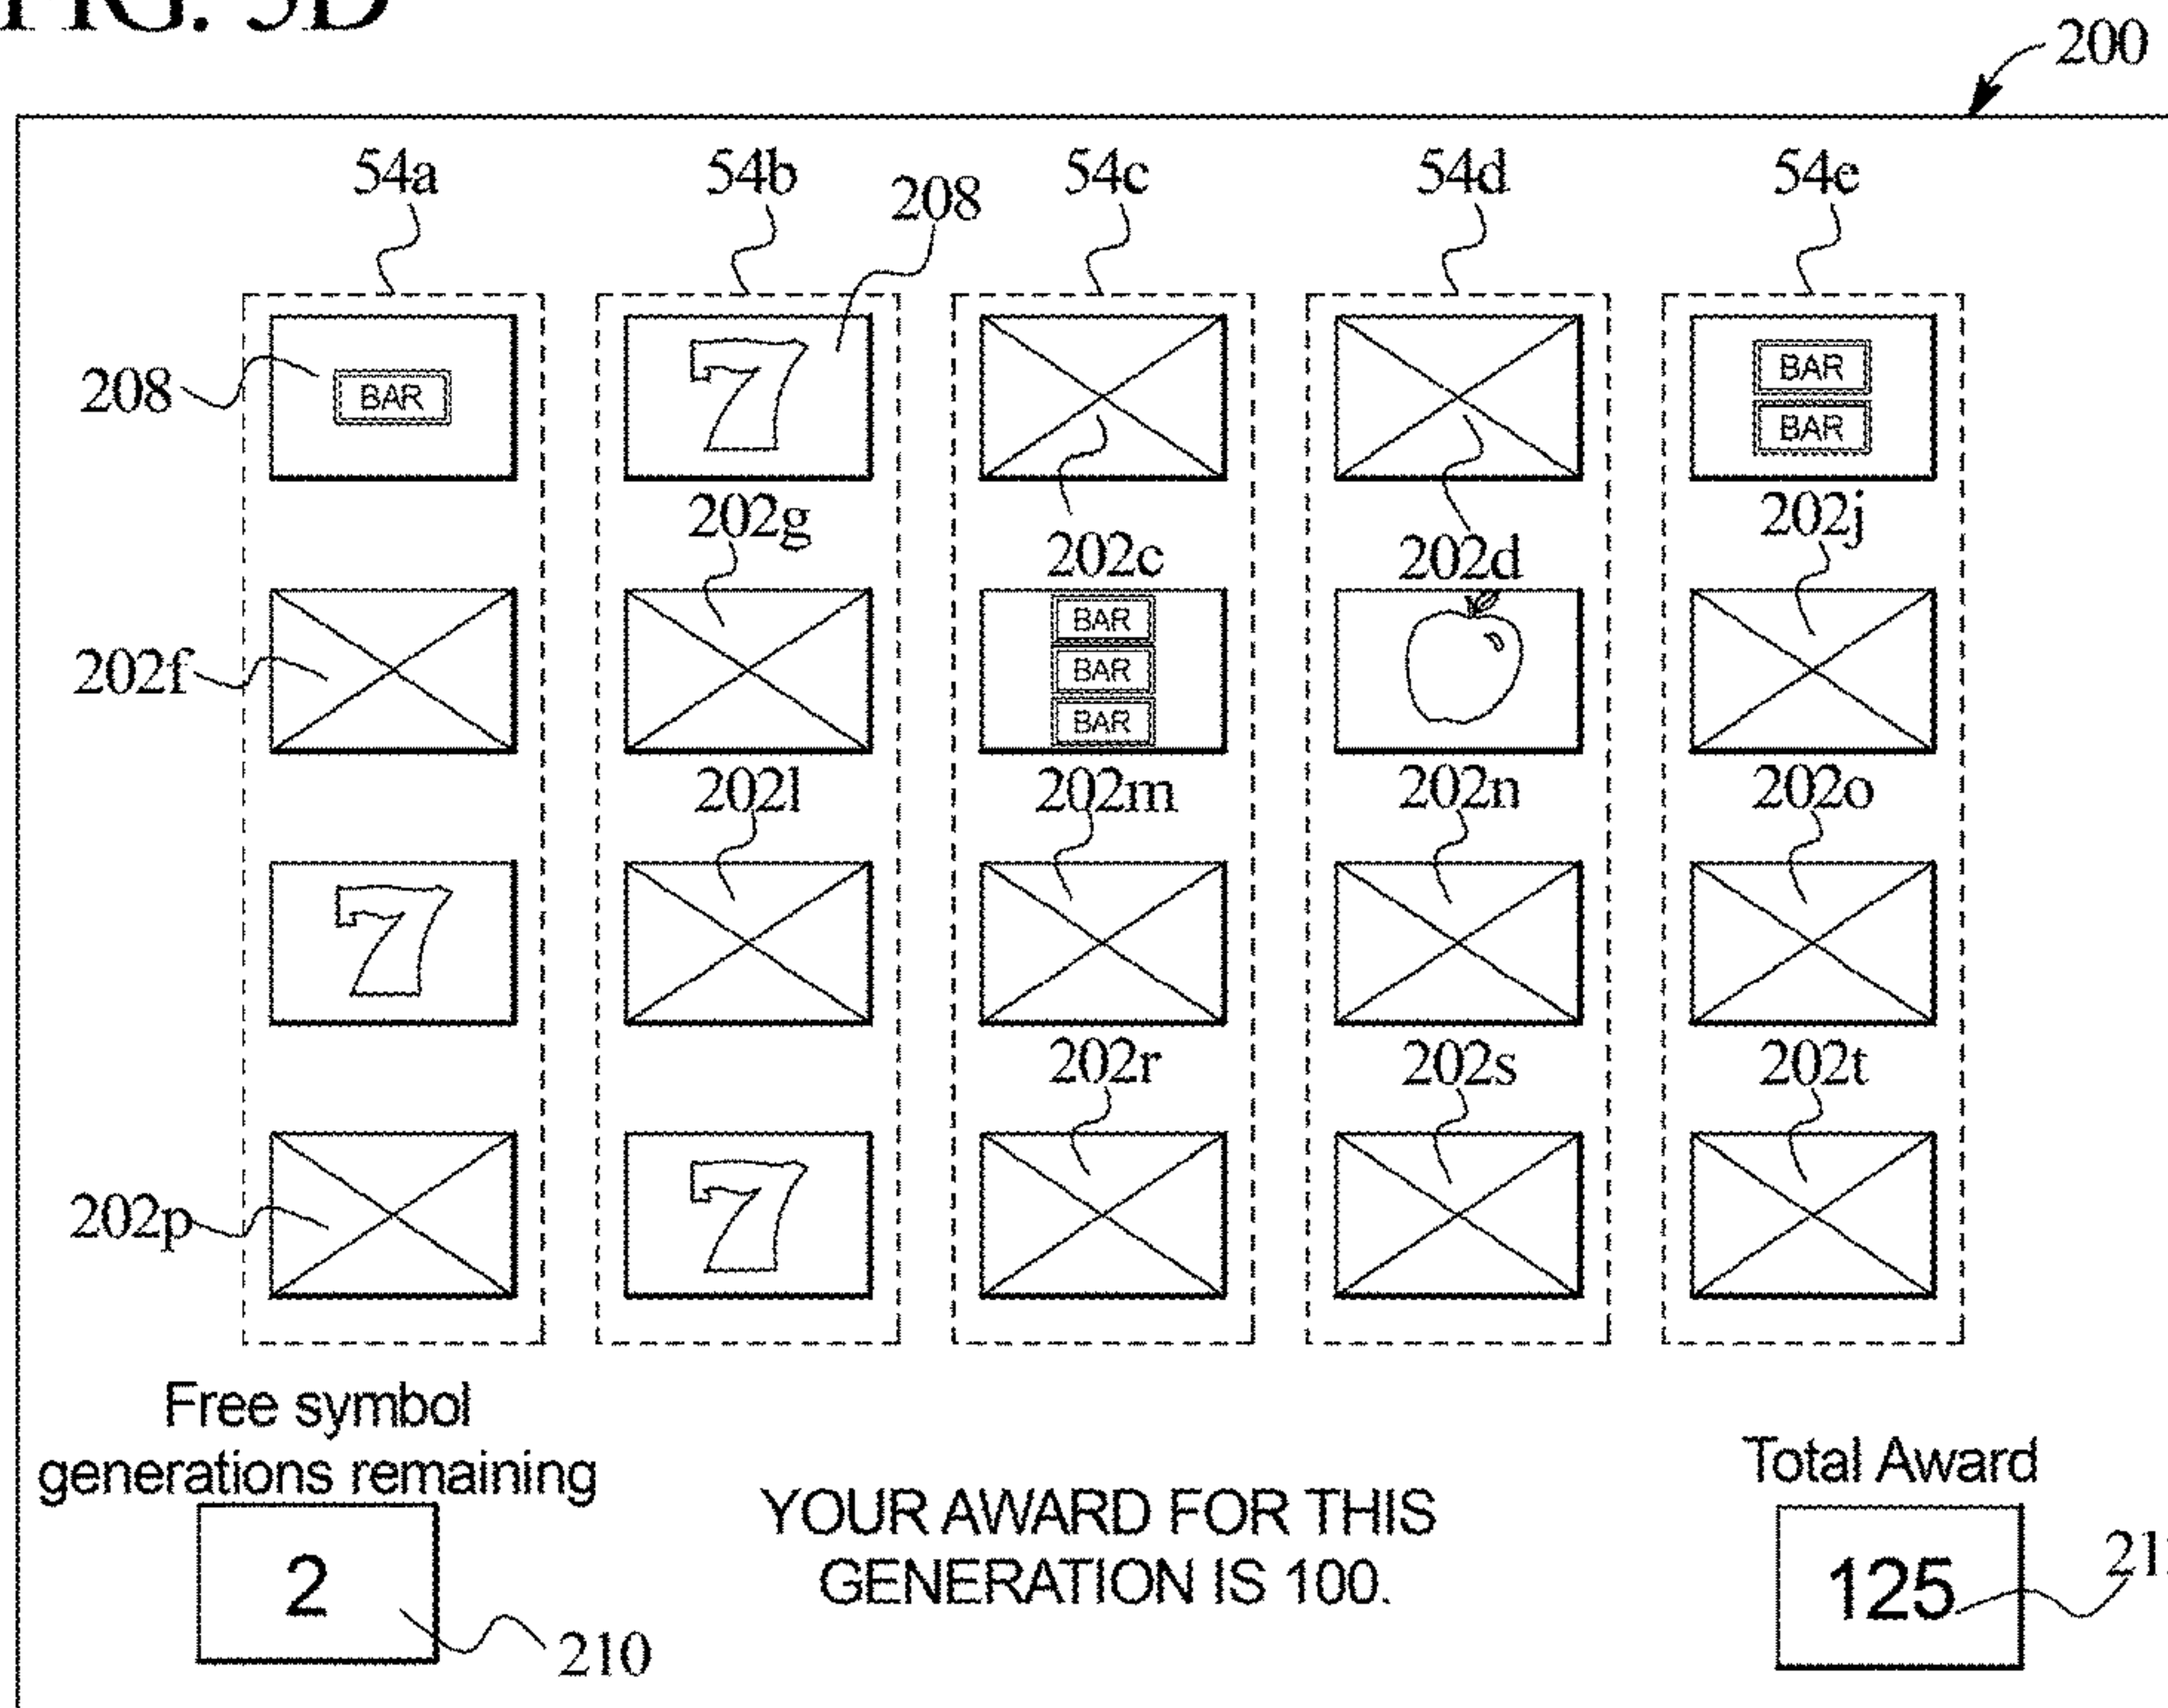 FIG. 5D
200
54a 54b 208 54c 54d 54e
208 BAR 7 BAR
BAR
202g 202c 202d 202j
202f BAR
BAR
BAR
202l 202m 202n 202o
7
202r 202s 202t
202p 7
Free symbol
generations remaining
2
210
YOUR AWARD FOR THIS
GENERATION IS 100.
Total Award
125